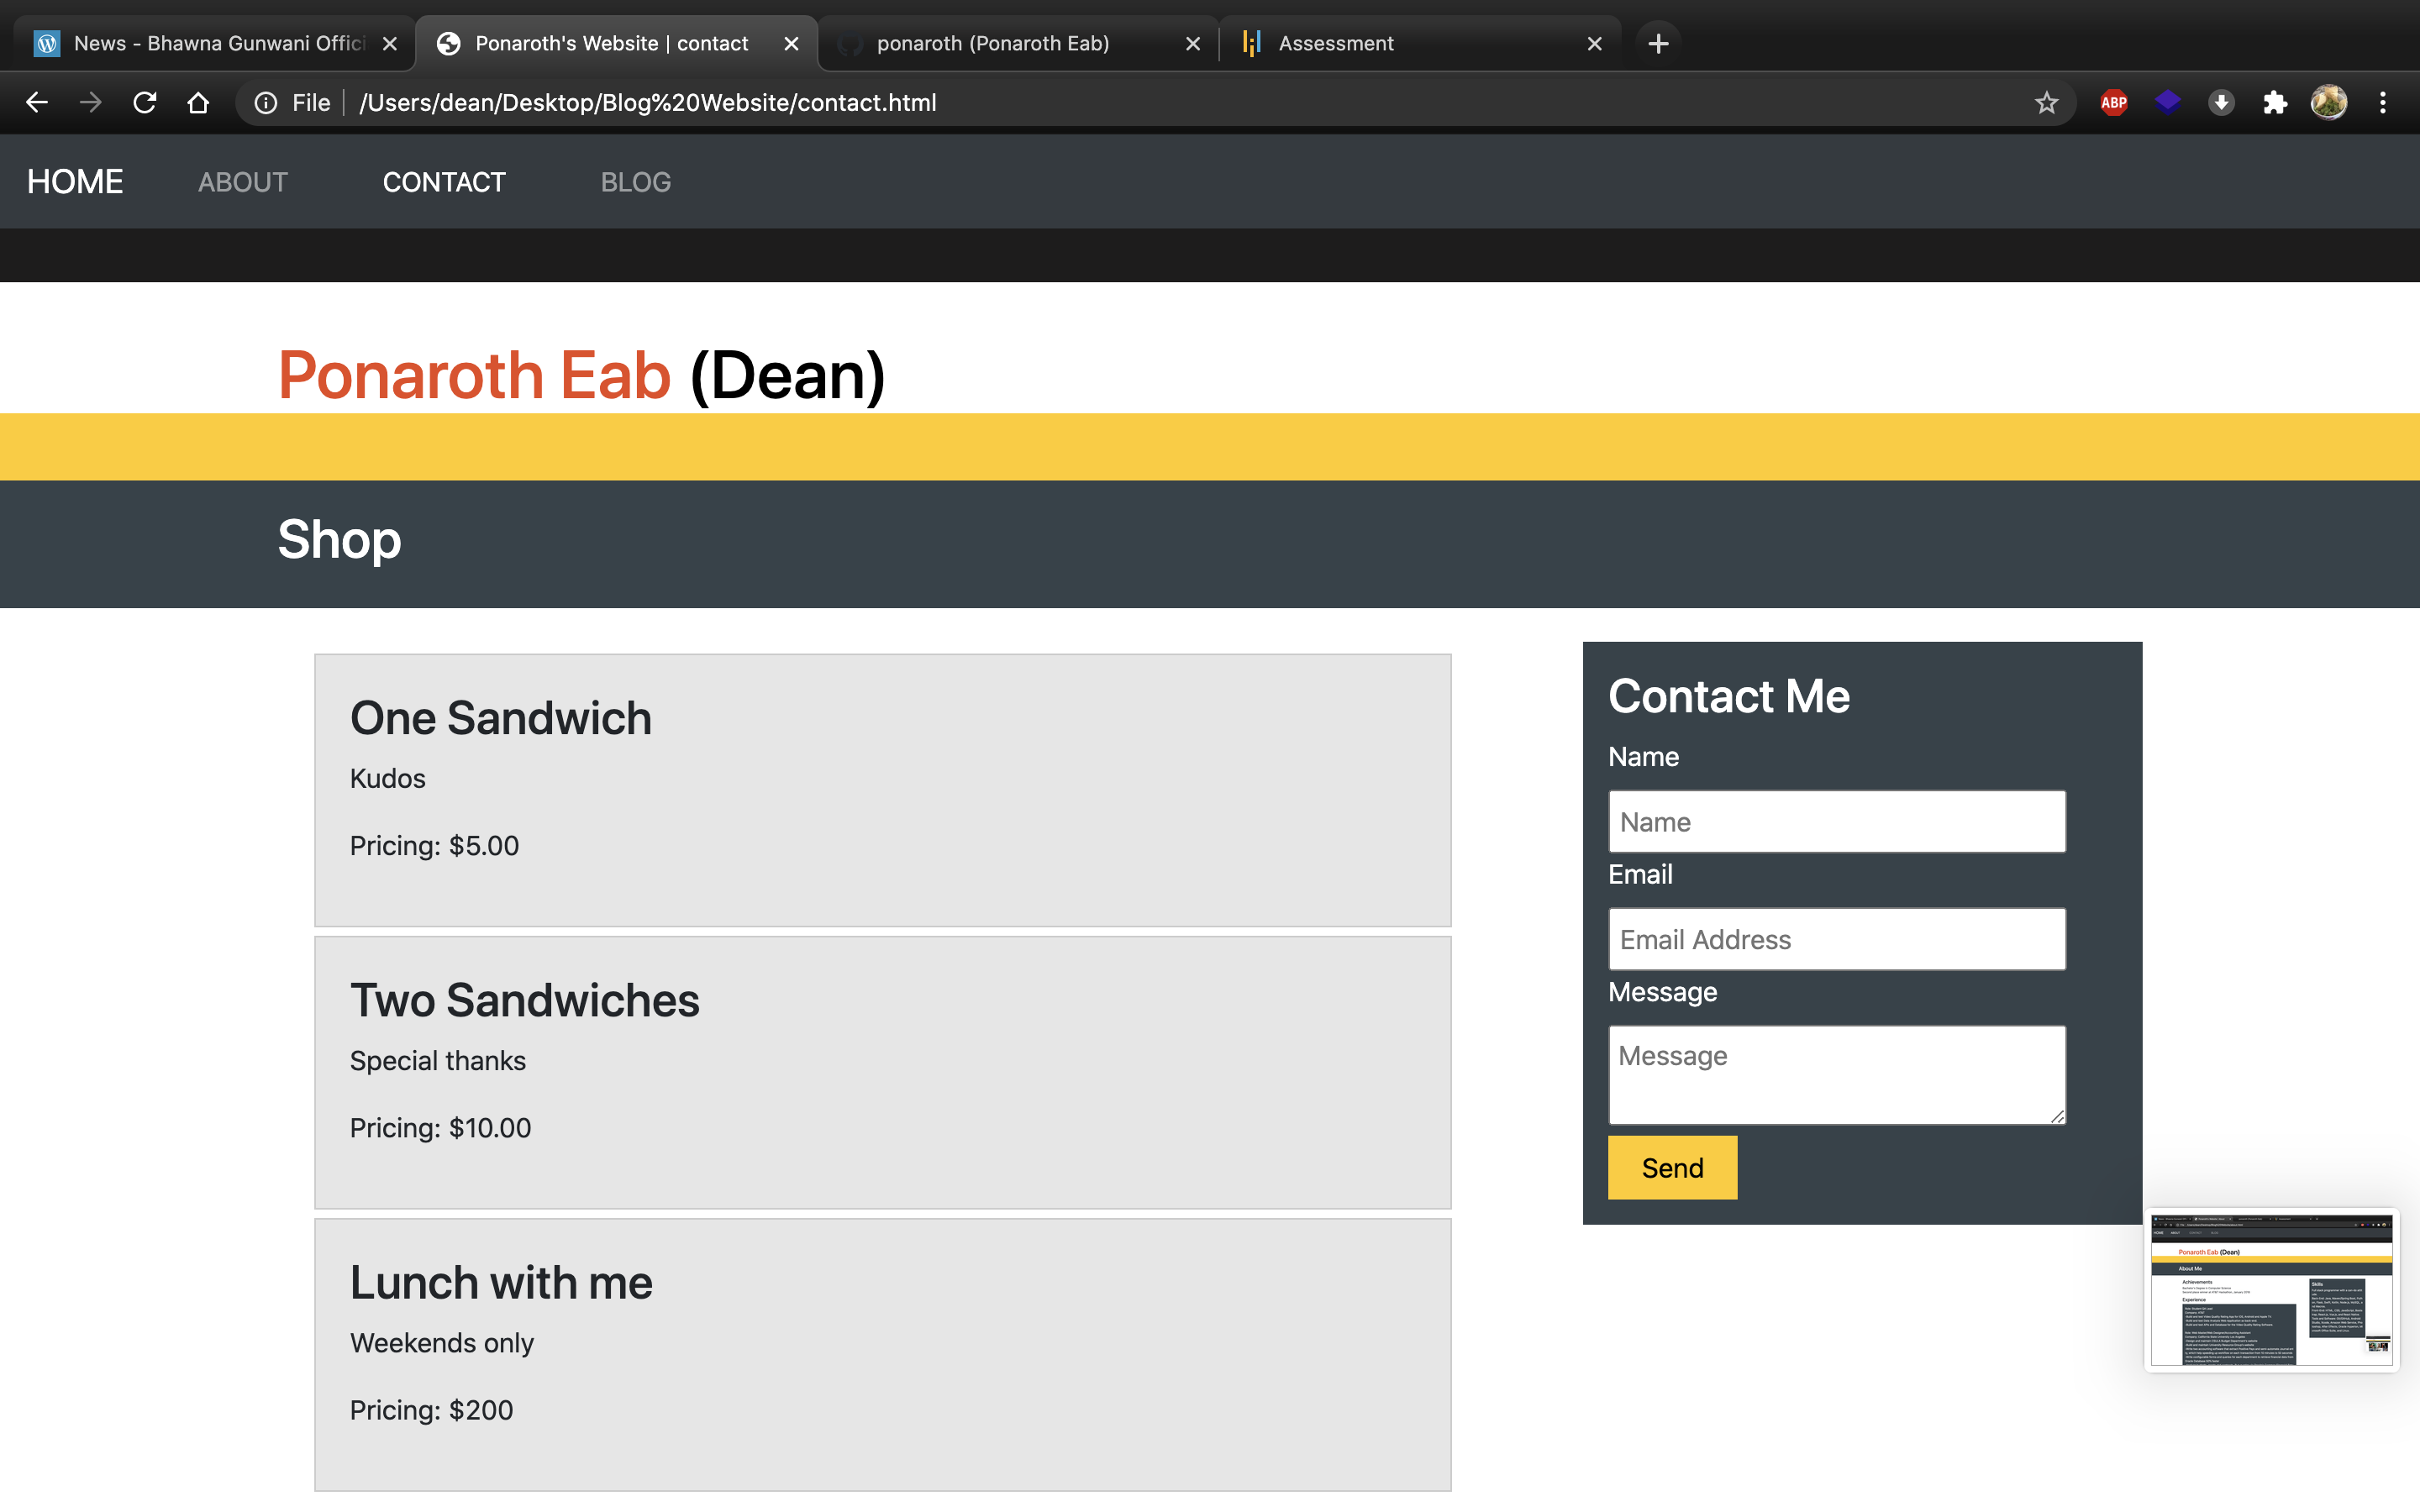 News - Bhawna Gunwani Offici
Ponaroth's Website | contact
ponaroth (Ponaroth Eab)
Assessment
File
/Users/dean/Desktop/Blog%20Website/contact.html
ABP
HOME
ABOUT
CONTACT
BLOG
Ponaroth Eab (Dean)
Shop
One Sandwich
Kudos
Pricing: $5.00
Two Sandwiches
Special thanks
Pricing: $10.00
Lunch with me
Weekends only
Pricing: $200
Contact Me
Name
Name
Email
Email Address
Message
Message
Send
Ponaroth Eab (Dean)
About Me
Achievements
Experience
Skills